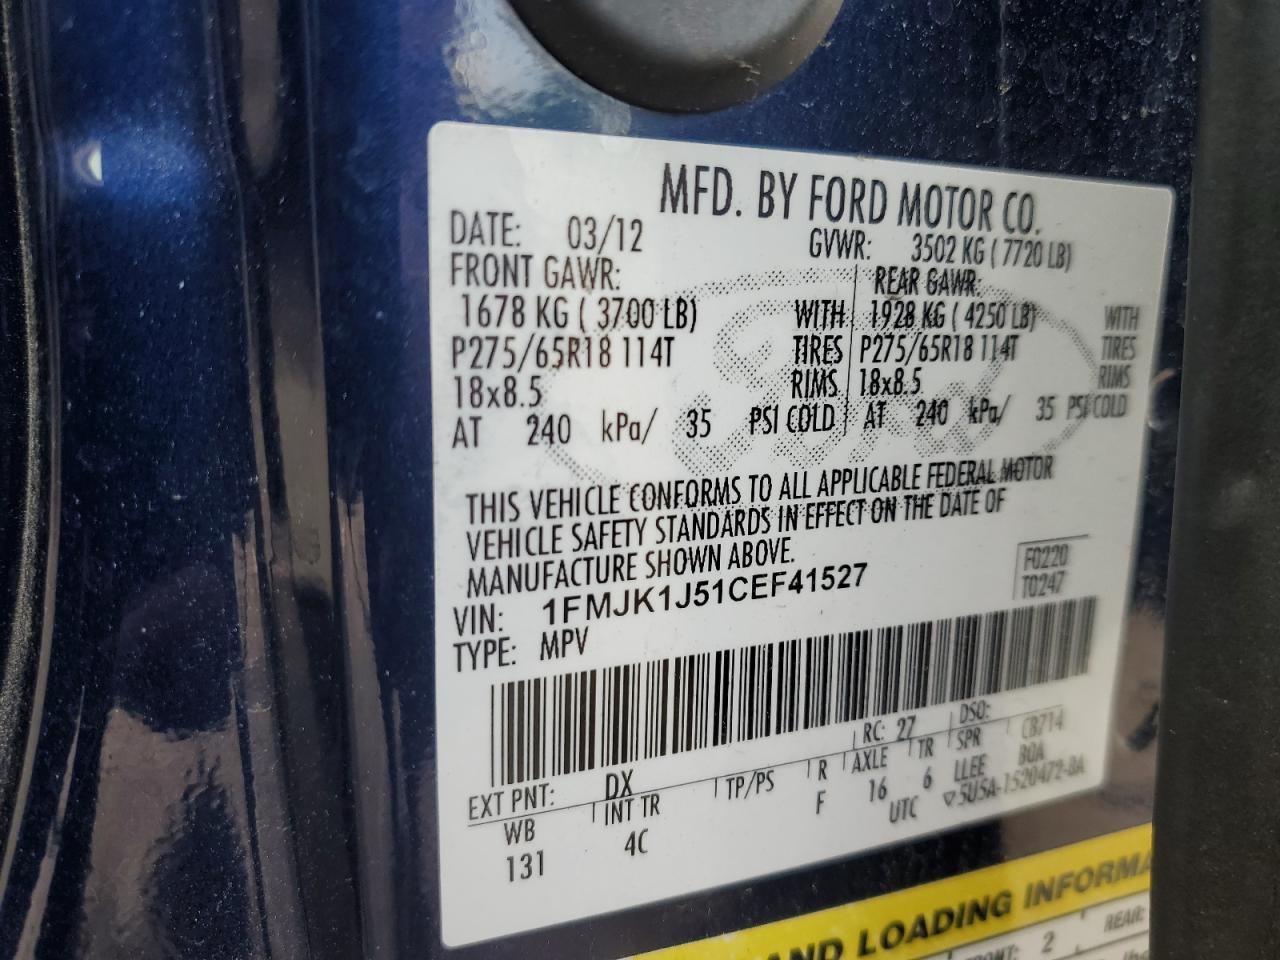 MFD. BY FORD MOTOR CO.
DATE: 03/12 GVWR: 3502 KG ( 7720 LB)
FRONT GAWR: REAR GAWR:
1678 KG ( 3700 LB) WITH 1928 KG ( 4250 LB) WITH
P275/65R18 114T TIRES P275/65R18 114T TIRES
18x8.5 RIMS 18x8.5 RIMS
AT 240 kPa/ 35 PSI COLD AT 240 kPa/ 35 PSI COLD
THIS VEHICLE CONFORMS TO ALL APPLICABLE FEDERAL MOTOR
VEHICLE SAFETY STANDARDS IN EFFECT ON THE DATE OF
MANUFACTURE SHOWN ABOVE.
F0220
T0247
VIN: 1FMJK1J51CEF41527
TYPE: MPV
EXT PNT: DX RC: 27 DSO: CB714
WB INT TR TP/PS R AXLE TR SPR BOA
131 4C F 16 6 LLEE
UTC ▽5U5A-1520472-BA
AND LOADING INFORMA
FRONT: 2 REAR: